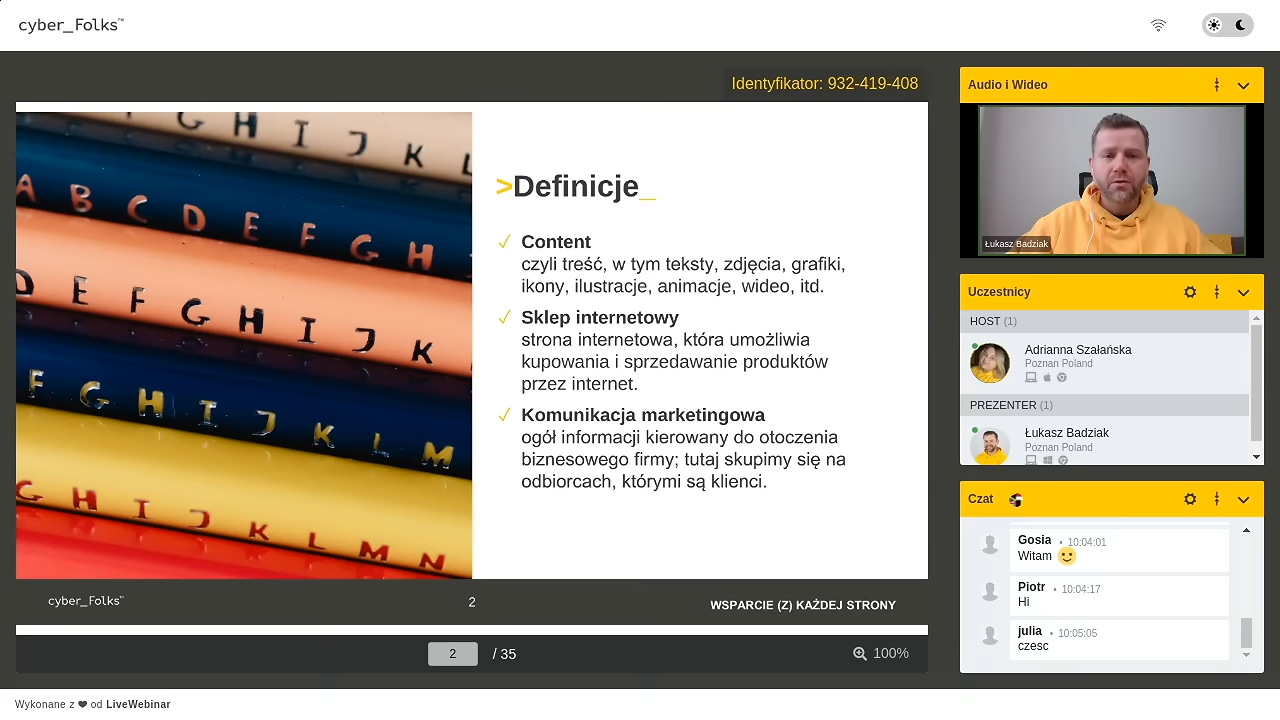 cyber_Folks™
Identyfikator: 932-419-408
G H I J K L
A B C D E F G H
D E F G H I J K
F G H I J K L M
G H I J K L M N
>Definicje_
✓ Content
czyli treść, w tym teksty, zdjęcia, grafiki,
ikony, ilustracje, animacje, wideo, itd.
✓ Sklep internetowy
strona internetowa, która umożliwia
kupowania i sprzedawanie produktów
przez internet.
✓ Komunikacja marketingowa
ogół informacji kierowany do otoczenia
biznesowego firmy; tutaj skupimy się na
odbiorcach, którymi są klienci.
cyber_Folks™
2
WSPARCIE (Z) KAŻDEJ STRONY
2 / 35
100%
Audio i Wideo
Łukasz Badziak
Uczestnicy
HOST (1)
Adrianna Szałańska
Poznan Poland
PREZENTER (1)
Łukasz Badziak
Poznan Poland
Czat
Gosia • 10:04:01
Witam
Piotr • 10:04:17
Hi
julia • 10:05:05
czesc
Wykonane z ❤ od LiveWebinar